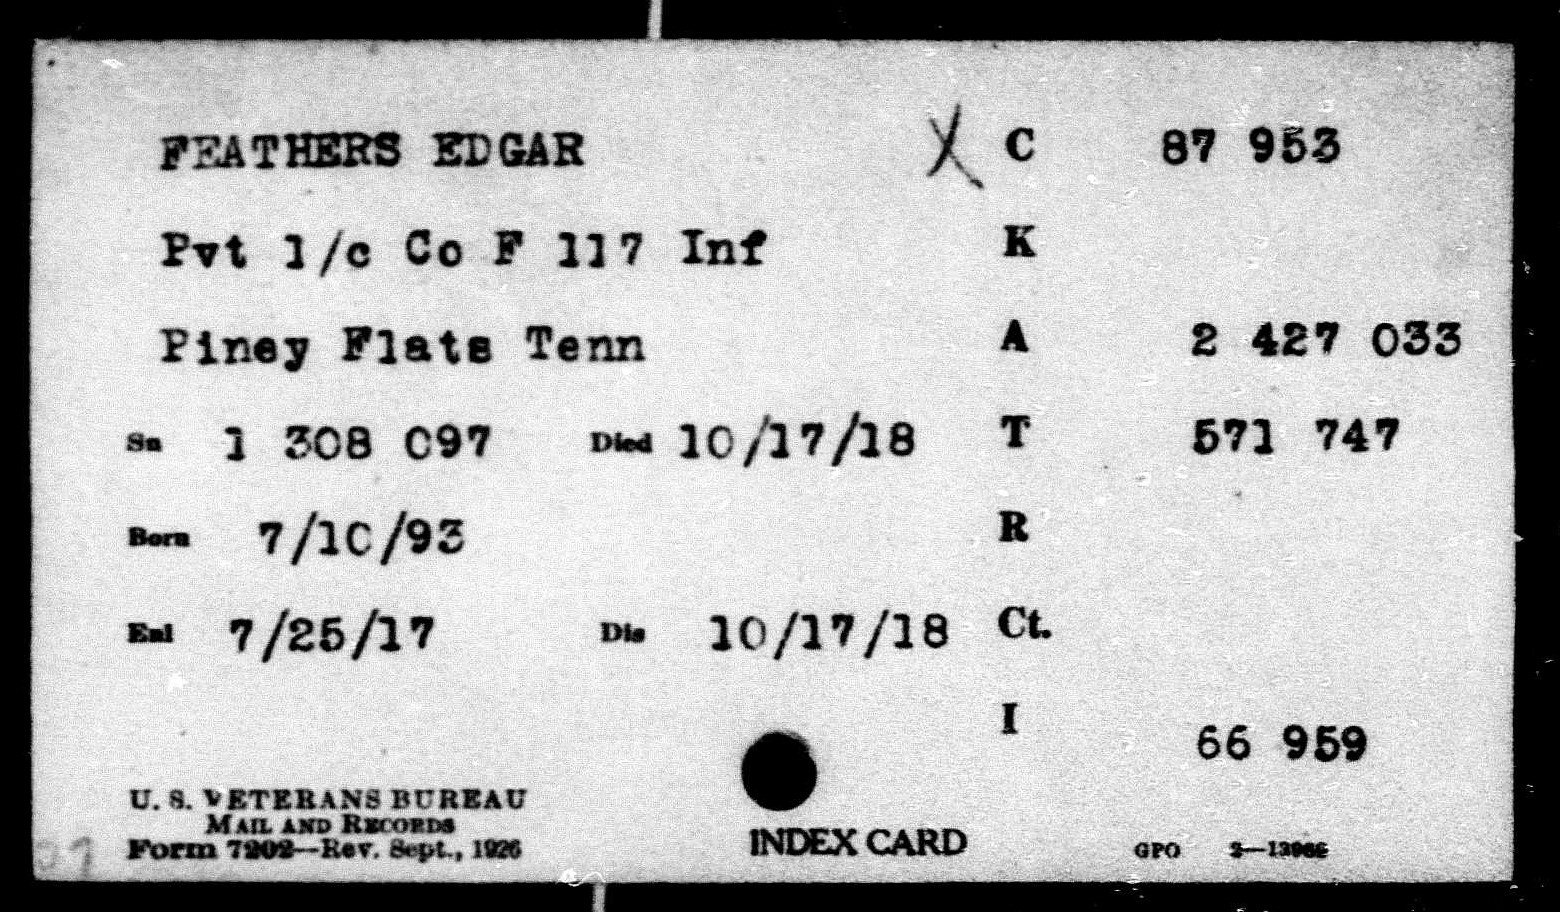 FEATHERS EDGAR X C 87 953
Pvt 1/c Co F 117 Inf K
Piney Flats Tenn A 2 427 033
Sn 1 308 097 Died 10/17/18 T 571 747
Born 7/10/93 R
Enl 7/25/17 Dis 10/17/18 Ct.
I 66 959
U. S. VETERANS BUREAU
MAIL AND RECORDS
Form 7202—Rev. Sept., 1926
INDEX CARD
GPO